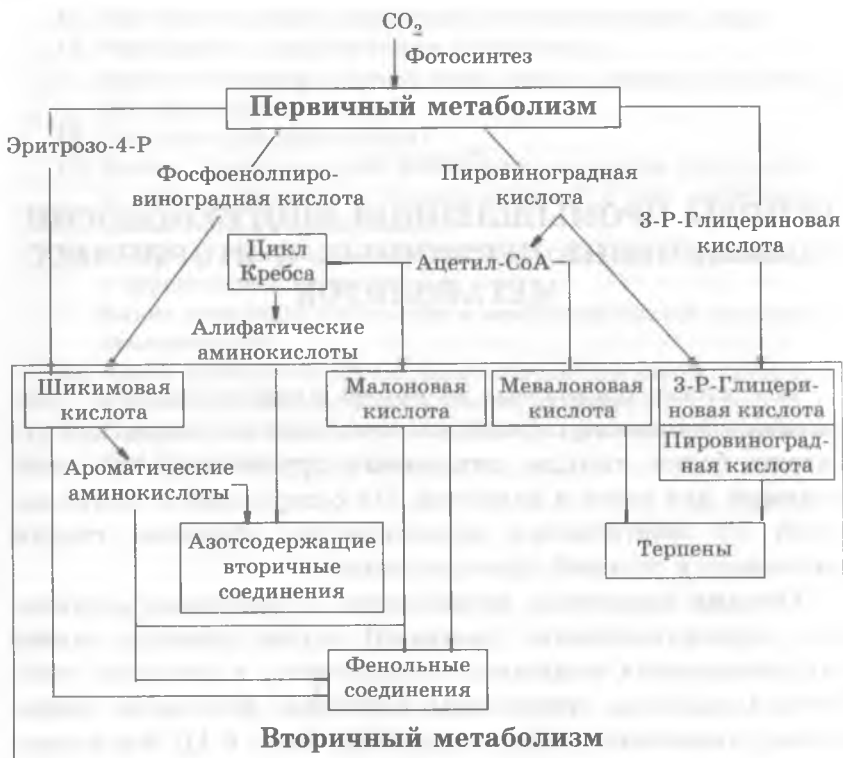 CO₂
Фотосинтез
Первичный метаболизм
Эритрозо-4-Р
Фосфоенолпиро-
виноградная кислота
Пировиноградная
кислота
3-Р-Глицериновая
кислота
Цикл
Кребса
Ацетил-СоА
Алифатические
аминокислоты
Шикимовая
кислота
Малоновая
кислота
Мевалоновая
кислота
3-Р-Глицери-
новая кислота
Пировиноград-
ная кислота
Ароматические
аминокислоты
Азотсодержащие
вторичные
соединения
Терпены
Фенольные
соединения
Вторичный метаболизм